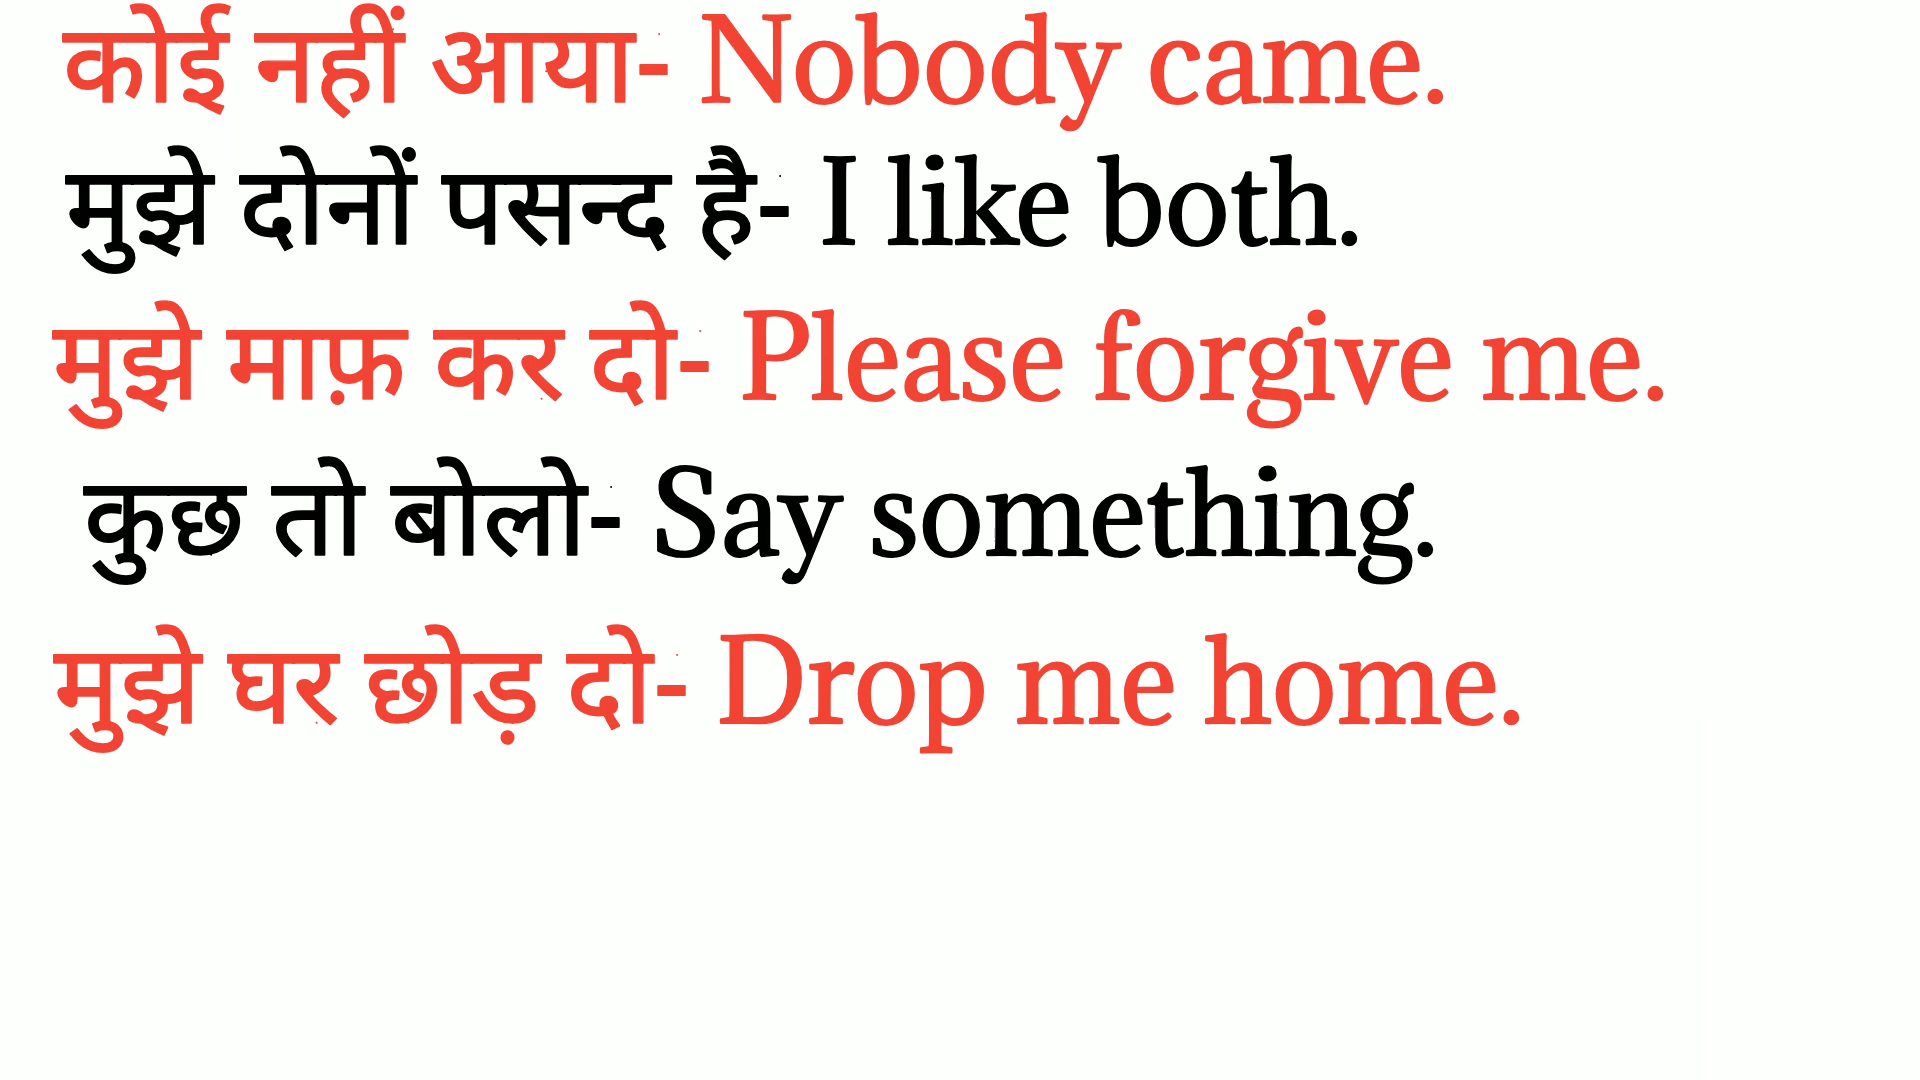 कोई नहीं आया- Nobody came.
मुझे दोनों पसन्द है- I like both.
मुझे माफ़ कर दो- Please forgive me.
कुछ तो बोलो- Say something.
मुझे घर छोड़ दो- Drop me home.